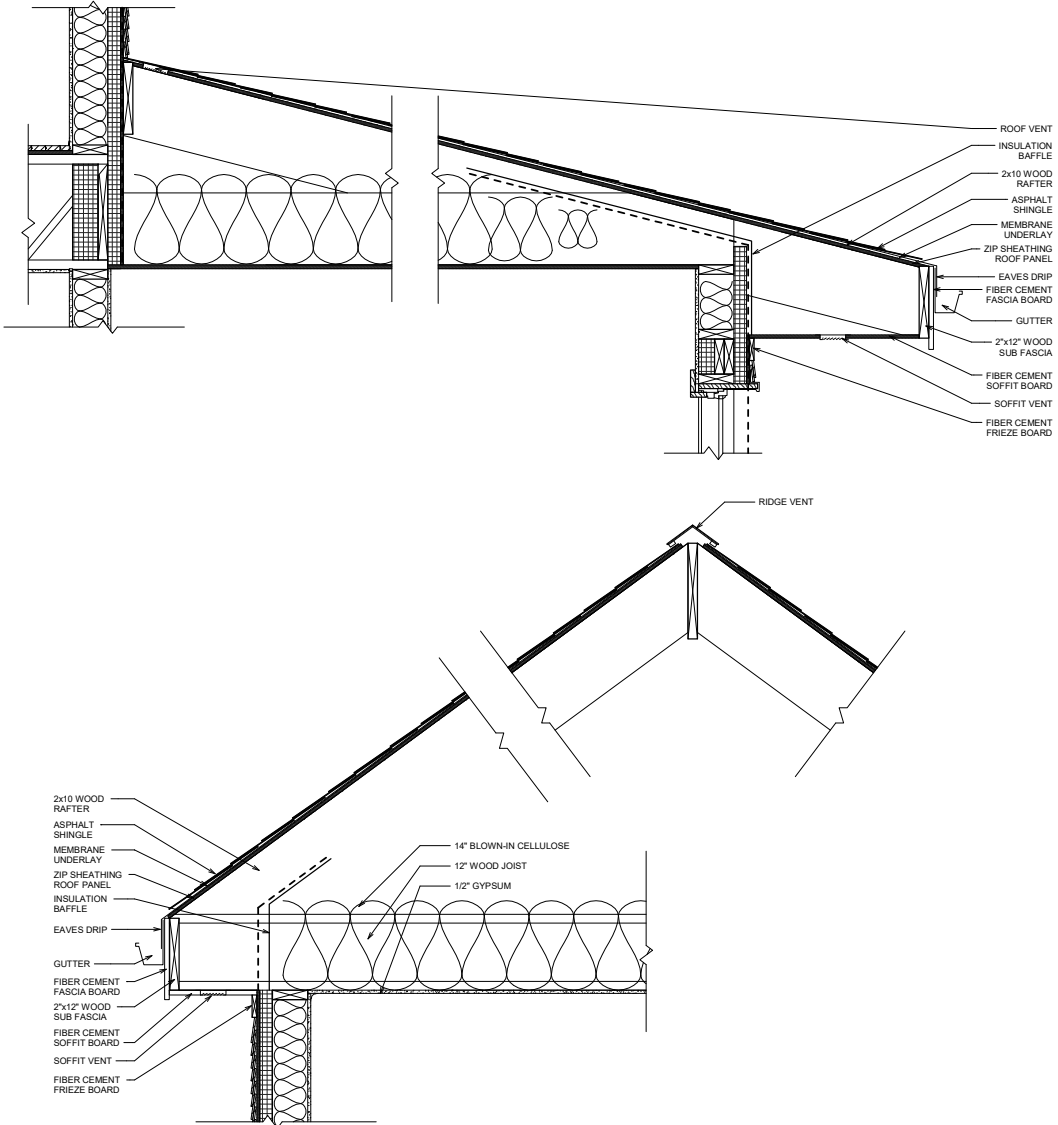 ROOF VENT
INSULATION
BAFFLE
2x10 WOOD
RAFTER
ASPHALT
SHINGLE
MEMBRANE
UNDERLAY
ZIP SHEATHING
ROOF PANEL
EAVES DRIP
FIBER CEMENT
FASCIA BOARD
GUTTER
2"x12" WOOD
SUB FASCIA
FIBER CEMENT
SOFFIT BOARD
SOFFIT VENT
FIBER CEMENT
FRIEZE BOARD
RIDGE VENT
2x10 WOOD
RAFTER
ASPHALT
SHINGLE
MEMBRANE
UNDERLAY
ZIP SHEATHING
ROOF PANEL
INSULATION
BAFFLE
EAVES DRIP
GUTTER
FIBER CEMENT
FASCIA BOARD
2"x12" WOOD
SUB FASCIA
FIBER CEMENT
SOFFIT BOARD
SOFFIT VENT
FIBER CEMENT
FRIEZE BOARD
14" BLOWN-IN CELLULOSE
12" WOOD JOIST
1/2" GYPSUM